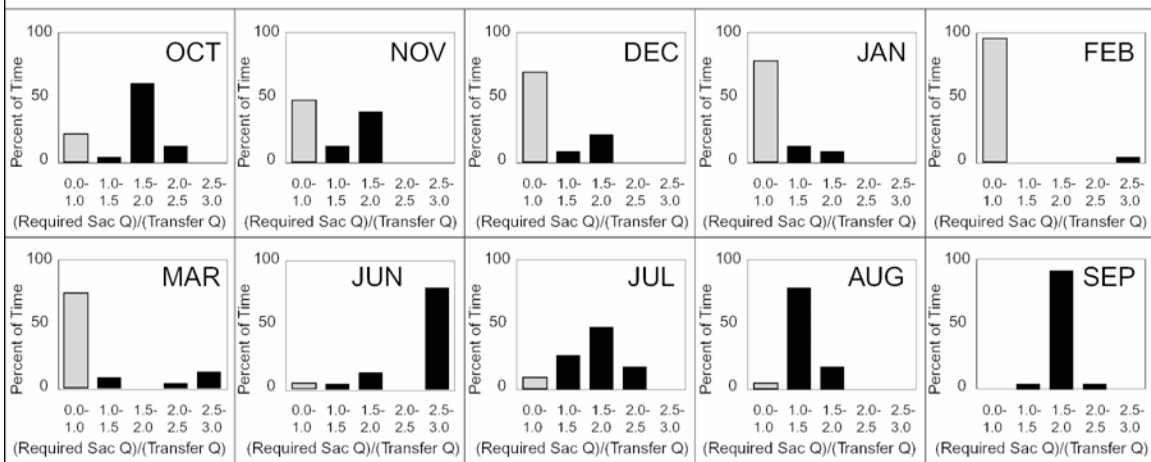 100
OCT
Percent of Time
50
0
0.0- 1.0- 1.5- 2.0- 2.5-
1.0 1.5 2.0 2.5 3.0
(Required Sac Q)/(Transfer Q)
100
NOV
Percent of Time
50
0
0.0- 1.0- 1.5- 2.0- 2.5-
1.0 1.5 2.0 2.5 3.0
(Required Sac Q)/(Transfer Q)
100
DEC
Percent of Time
50
0
0.0- 1.0- 1.5- 2.0- 2.5-
1.0 1.5 2.0 2.5 3.0
(Required Sac Q)/(Transfer Q)
100
JAN
Percent of Time
50
0
0.0- 1.0- 1.5- 2.0- 2.5-
1.0 1.5 2.0 2.5 3.0
(Required Sac Q)/(Transfer Q)
100
FEB
Percent of Time
50
0
0.0- 1.0- 1.5- 2.0- 2.5-
1.0 1.5 2.0 2.5 3.0
(Required Sac Q)/(Transfer Q)
100
MAR
Percent of Time
50
0
0.0- 1.0- 1.5- 2.0- 2.5-
1.0 1.5 2.0 2.5 3.0
(Required Sac Q)/(Transfer Q)
100
JUN
Percent of Time
50
0
0.0- 1.0- 1.5- 2.0- 2.5-
1.0 1.5 2.0 2.5 3.0
(Required Sac Q)/(Transfer Q)
100
JUL
Percent of Time
50
0
0.0- 1.0- 1.5- 2.0- 2.5-
1.0 1.5 2.0 2.5 3.0
(Required Sac Q)/(Transfer Q)
100
AUG
Percent of Time
50
0
0.0- 1.0- 1.5- 2.0- 2.5-
1.0 1.5 2.0 2.5 3.0
(Required Sac Q)/(Transfer Q)
100
SEP
Percent of Time
50
0
0.0- 1.0- 1.5- 2.0- 2.5-
1.0 1.5 2.0 2.5 3.0
(Required Sac Q)/(Transfer Q)